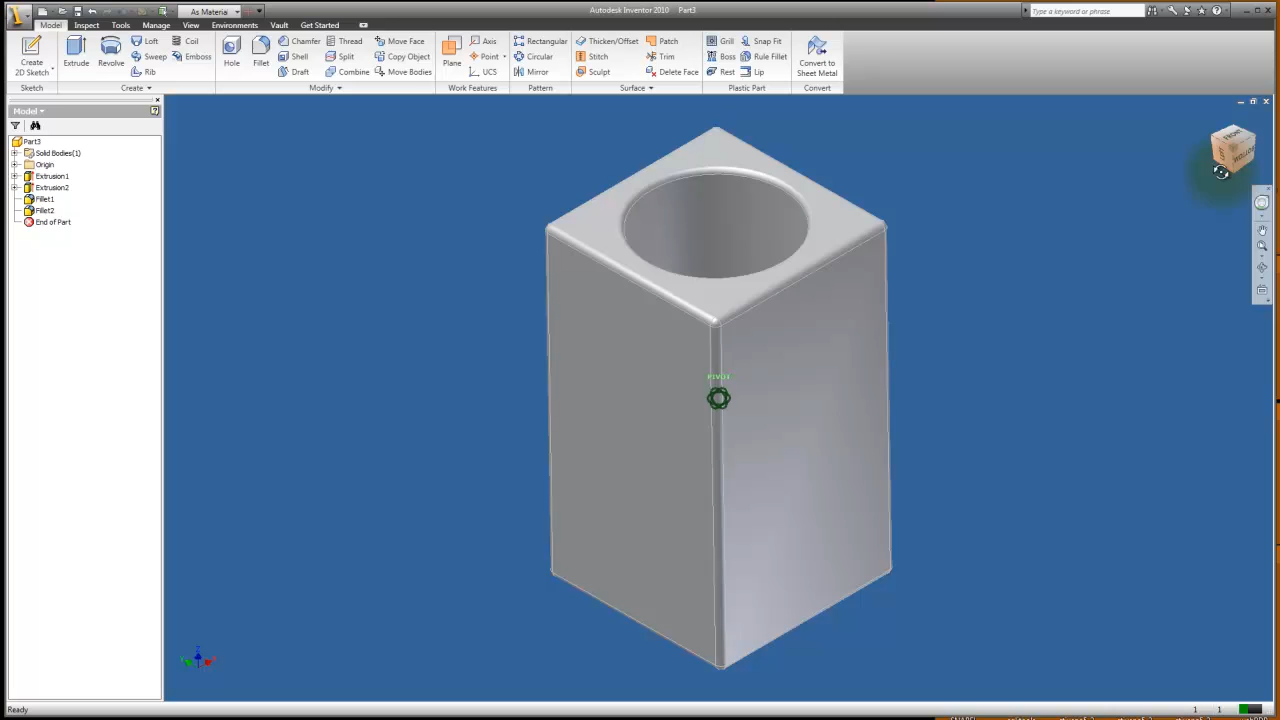 As Material
Autodesk Inventor 2010   Part3
Type a keyword or phrase
Model Inspect Tools Manage View Environments Vault Get Started
Create 2D Sketch
Extrude
Revolve
Loft
Sweep
Rib
Coil
Emboss
Hole
Fillet
Chamfer
Shell
Draft
Thread
Split
Combine
Move Face
Copy Object
Move Bodies
Plane
Axis
Point
UCS
Rectangular
Circular
Mirror
Thicken/Offset
Stitch
Sculpt
Patch
Trim
Delete Face
Grill
Boss
Rest
Snap Fit
Rule Fillet
Lip
Convert to Sheet Metal
Sketch Create Modify Work Features Pattern Surface Plastic Part Convert
Model
Part3
Solid Bodies(1)
Origin
Extrusion1
Extrusion2
Fillet1
Fillet2
End of Part
FRONT
LEFT
BOTTOM
PIVOT
Z
Ready
1 1